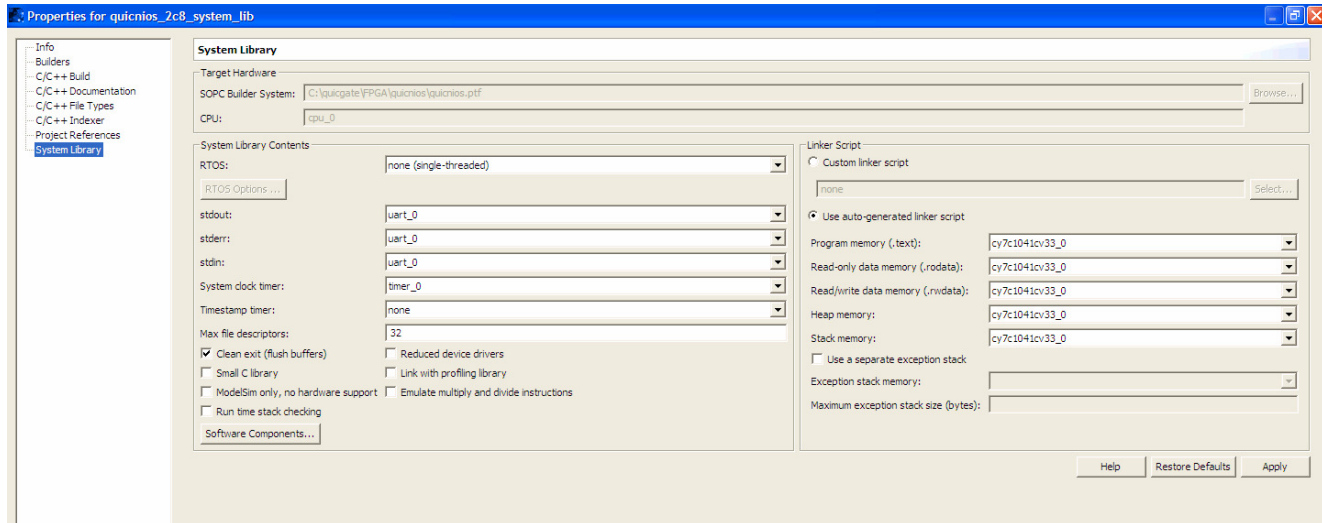 Properties for quicnios_2c8_system_lib
Info
Builders
C/C++ Build
C/C++ Documentation
C/C++ File Types
C/C++ Indexer
Project References
System Library
System Library
Target Hardware
SOPC Builder System: C:\quicgate\FPGA\quicnios\quicnios.ptf Browse...
CPU: cpu_0
System Library Contents
RTOS: none (single-threaded)
RTOS Options ...
stdout: uart_0
stderr: uart_0
stdin: uart_0
System clock timer: timer_0
Timestamp timer: none
Max file descriptors: 32
Clean exit (flush buffers) Reduced device drivers
Small C library Link with profiling library
ModelSim only, no hardware support Emulate multiply and divide instructions
Run time stack checking
Software Components...
Linker Script
Custom linker script
none Select...
Use auto-generated linker script
Program memory (.text): cy7c1041cv33_0
Read-only data memory (.rodata): cy7c1041cv33_0
Read/write data memory (.rwdata): cy7c1041cv33_0
Heap memory: cy7c1041cv33_0
Stack memory: cy7c1041cv33_0
Use a separate exception stack
Exception stack memory:
Maximum exception stack size (bytes):
Help Restore Defaults Apply